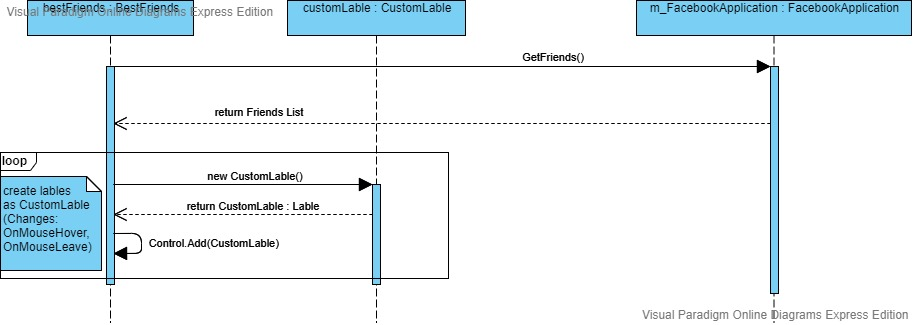 bestFriends : BestFriends
Visual Paradigm Online Diagrams Express Edition
customLable : CustomLable
m_FacebookApplication : FacebookApplication
GetFriends()
return Friends List
loop
new CustomLable()
create lables
as CustomLable
(Changes:
OnMouseHover,
OnMouseLeave)
return CustomLable : Lable
Control.Add(CustomLable)
Visual Paradigm Online Diagrams Express Edition